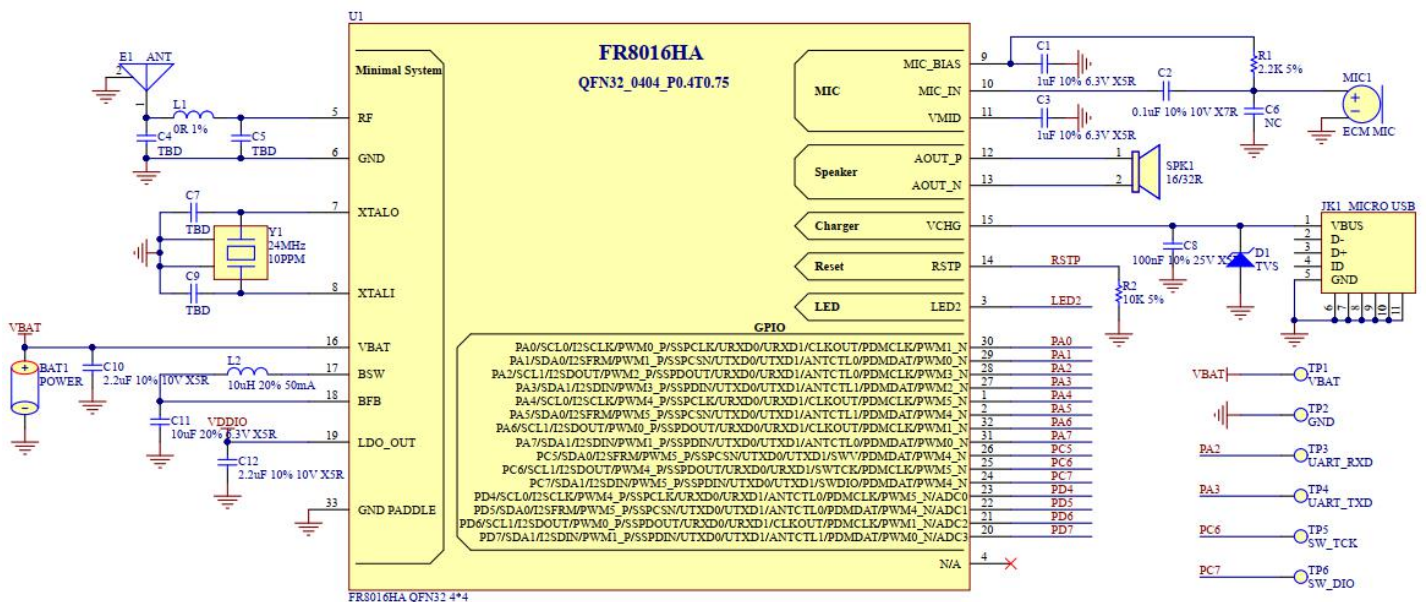 U1
FR8016HA
QFN32_0404_P0.4T0.75
Minimal System
E1 ANT
2
1
L1
0R 1%
C4
TBD
C5
TBD
5 RF
6 GND
C7
TBD
Y1
24MHz
10PPM
C9
TBD
7 XTALO
8 XTALI
VBAT
BAT1
POWER
C10
2.2uF 10% 10V X5R
L2
10uH 20% 50mA
C11
10uF 20% 6.3V X5R
VDDIO
C12
2.2uF 10% 10V X5R
16 VBAT
17 BSW
18 BFB
19 LDO_OUT
33 GND PADDLE
MIC
MIC_BIAS 9
MIC_IN 10
VMID 11
Speaker
AOUT_P 12
AOUT_N 13
Charger
VCHG 15
Reset
RSTP 14 RSTP
LED
LED2 3 LED2
GPIO
PA0/SCL0/I2SCLK/PWM0_P/SSPCLK/URXD0/URXD1/CLKOUT/PDMCLK/PWM1_N 30 PA0
PA1/SDA0/I2SFRM/PWM1_P/SSPCSN/UTXD0/UTXD1/ANTCTL0/PDMDAT/PWM0_N 29 PA1
PA2/SCL1/I2SDOUT/PWM2_P/SSPDOUT/URXD0/URXD1/ANTCTL0/PDMCLK/PWM3_N 28 PA2
PA3/SDA1/I2SDIN/PWM3_P/SSPDIN/UTXD0/UTXD1/ANTCTL1/PDMDAT/PWM2_N 27 PA3
PA4/SCL0/I2SCLK/PWM4_P/SSPCLK/URXD0/URXD1/CLKOUT/PDMCLK/PWM5_N 1 PA4
PA5/SDA0/I2SFRM/PWM5_P/SSPCSN/UTXD0/UTXD1/ANTCTL1/PDMDAT/PWM4_N 2 PA5
PA6/SCL1/I2SDOUT/PWM0_P/SSPDOUT/URXD0/URXD1/CLKOUT/PDMCLK/PWM1_N 32 PA6
PA7/SDA1/I2SDIN/PWM1_P/SSPDIN/UTXD0/UTXD1/ANTCTL0/PDMDAT/PWM0_N 31 PA7
PC5/SDA0/I2SFRM/PWM5_P/SSPCSN/UTXD0/UTXD1/SWV/PDMDAT/PWM4_N 26 PC5
PC6/SCL1/I2SDOUT/PWM4_P/SSPDOUT/URXD0/URXD1/SWTCK/PDMCLK/PWM5_N 25 PC6
PC7/SDA1/I2SDIN/PWM5_P/SSPDIN/UTXD0/UTXD1/SWDIO/PDMDAT/PWM4_N 24 PC7
PD4/SCL0/I2SCLK/PWM4_P/SSPCLK/URXD0/URXD1/ANTCTL0/PDMCLK/PWM5_N/ADC0 23 PD4
PD5/SDA0/I2SFRM/PWM5_P/SSPCSN/UTXD0/UTXD1/ANTCTL1/PDMDAT/PWM4_N/ADC1 22 PD5
PD6/SCL1/I2SDOUT/PWM0_P/SSPDOUT/URXD0/URXD1/CLKOUT/PDMCLK/PWM1_N/ADC2 21 PD6
PD7/SDA1/I2SDIN/PWM1_P/SSPDIN/UTXD0/UTXD1/ANTCTL1/PDMDAT/PWM0_N/ADC3 20 PD7
N/A 4
FR8016HA QFN32 4*4
C1
1uF 10% 6.3V X5R
C3
1uF 10% 6.3V X5R
C2
0.1uF 10% 10V X7R
R1
2.2K 5%
C6
NC
MIC1
ECM MIC
1
2
SPK1
16/32R
C8
100nF 10% 25V X5R
D1
TVS
R2
10K 5%
JK1 MICRO USB
1 VBUS
2 D-
3 D+
4 ID
5 GND
6 7 8 9 10 11
VBAT TP1
VBAT
TP2
GND
PA2 TP3
UART_RXD
PA3 TP4
UART_TXD
PC6 TP5
SW_TCK
PC7 TP6
SW_DIO